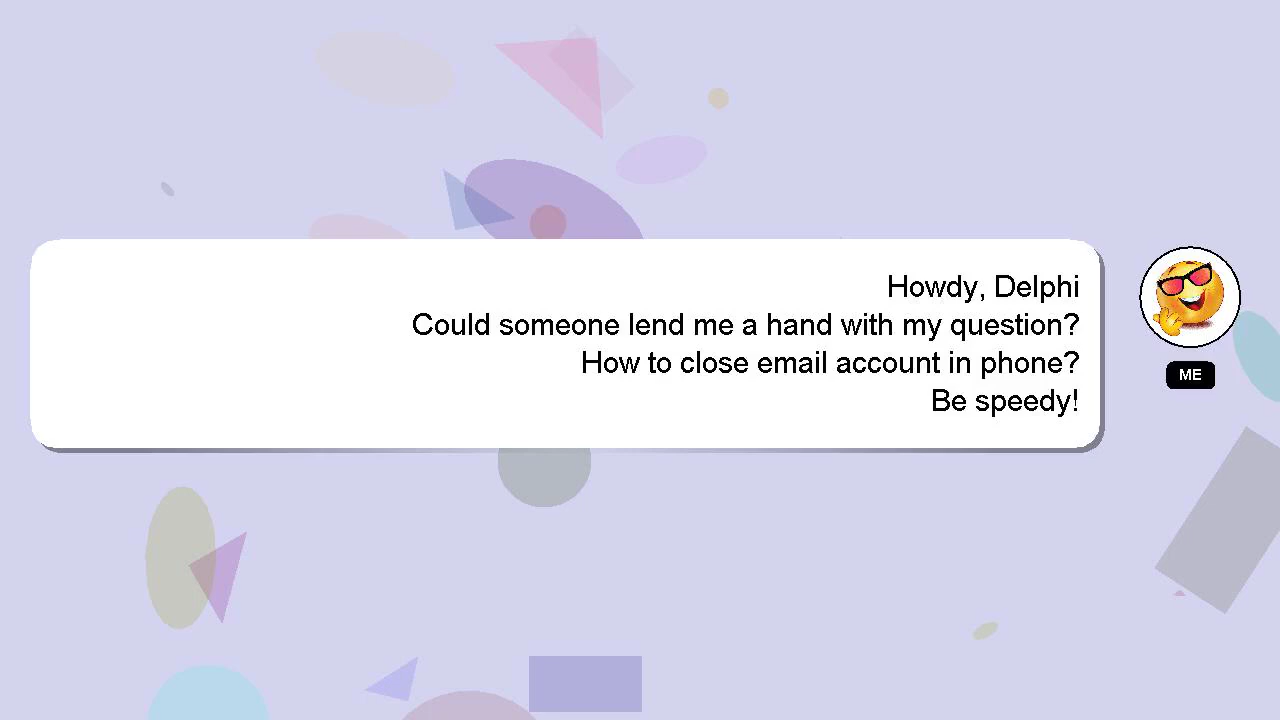 Howdy, Delphi
Could someone lend me a hand with my question?
How to close email account in phone?
Be speedy!
ME